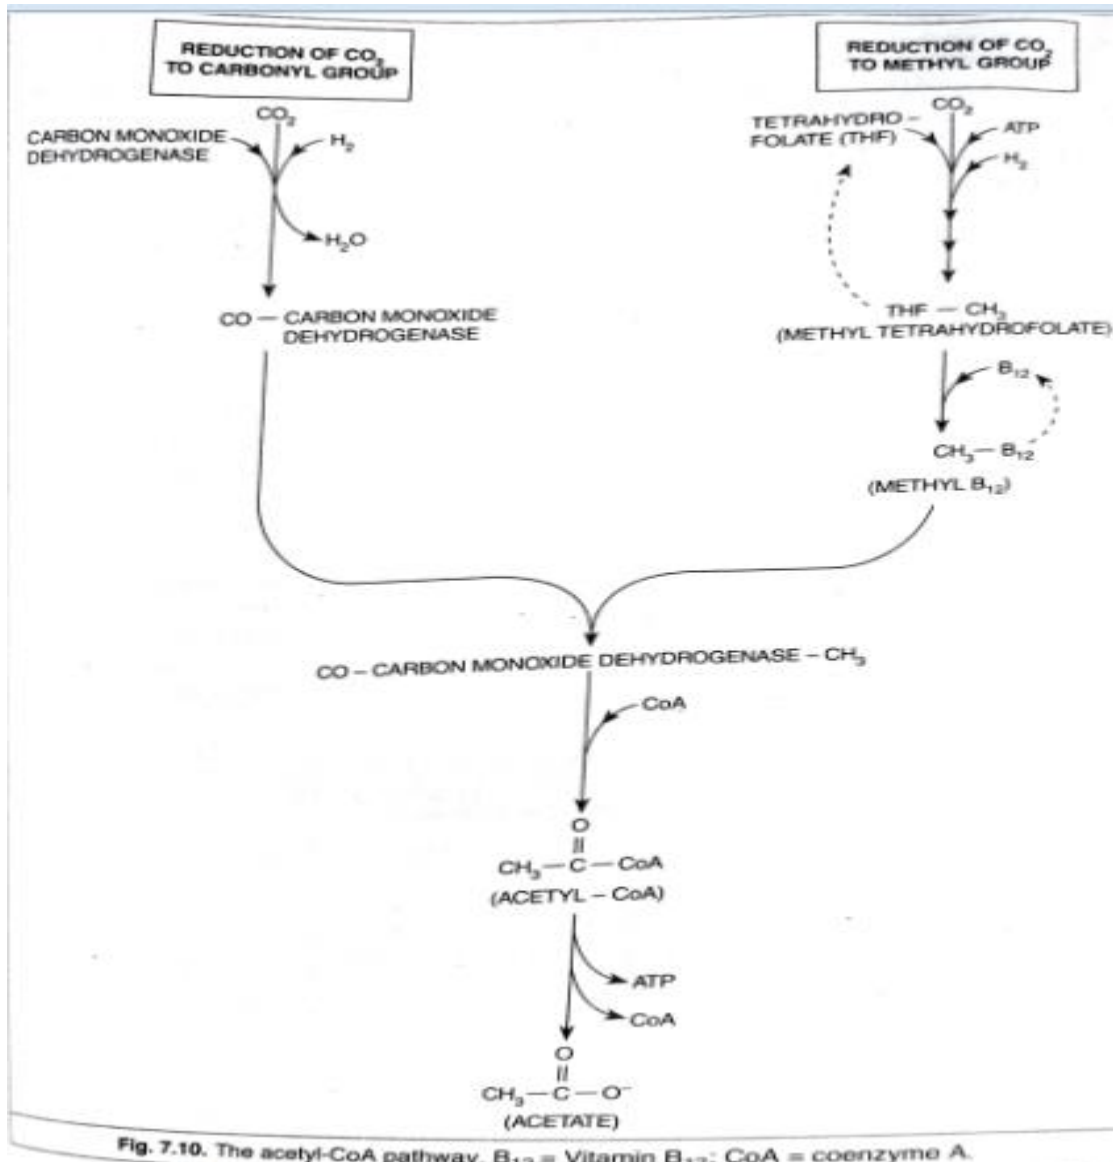 REDUCTION OF CO₂
TO CARBONYL GROUP
CO₂
CARBON MONOXIDE
DEHYDROGENASE
H₂
H₂O
CO — CARBON MONOXIDE
DEHYDROGENASE
REDUCTION OF CO₂
TO METHYL GROUP
CO₂
TETRAHYDRO –
FOLATE (THF)
ATP
H₂
THF — CH₃
(METHYL TETRAHYDROFOLATE)
B₁₂
CH₃— B₁₂
(METHYL B₁₂)
CO – CARBON MONOXIDE DEHYDROGENASE – CH₃
CoA
O
||
CH₃—C—CoA
(ACETYL – CoA)
ATP
CoA
O
||
CH₃—C—O⁻
(ACETATE)
Fig. 7.10. The acetyl-CoA pathway. B₁₂ = Vitamin B₁₂; CoA = coenzyme A.